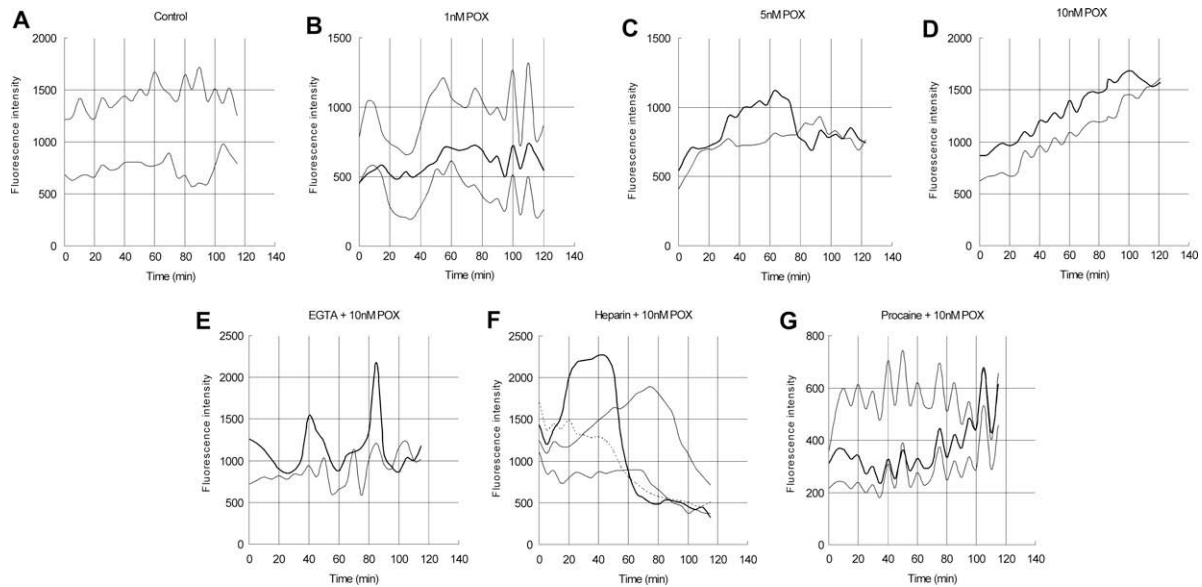 A
Control
Fluorescence intensity
2000
1500
1000
500
0
0 20 40 60 80 100 120 140
Time (min)
B
1nM POX
Fluorescence intensity
1500
1000
500
0
0 20 40 60 80 100 120 140
Time (min)
C
5nM POX
Fluorescence intensity
1500
1000
500
0
0 20 40 60 80 100 120 140
Time (min)
D
10nM POX
Fluorescence intensity
2000
1500
1000
500
0
0 20 40 60 80 100 120 140
Time (min)
E
EGTA + 10nM POX
Fluorescence intensity
2500
2000
1500
1000
500
0
0 20 40 60 80 100 120 140
Time (min)
F
Heparin + 10nM POX
Fluorescence intensity
2500
2000
1500
1000
500
0
0 20 40 60 80 100 120 140
Time (min)
G
Procaine + 10nM POX
Fluorescence intensity
800
600
400
200
0
0 20 40 60 80 100 120 140
Time (min)